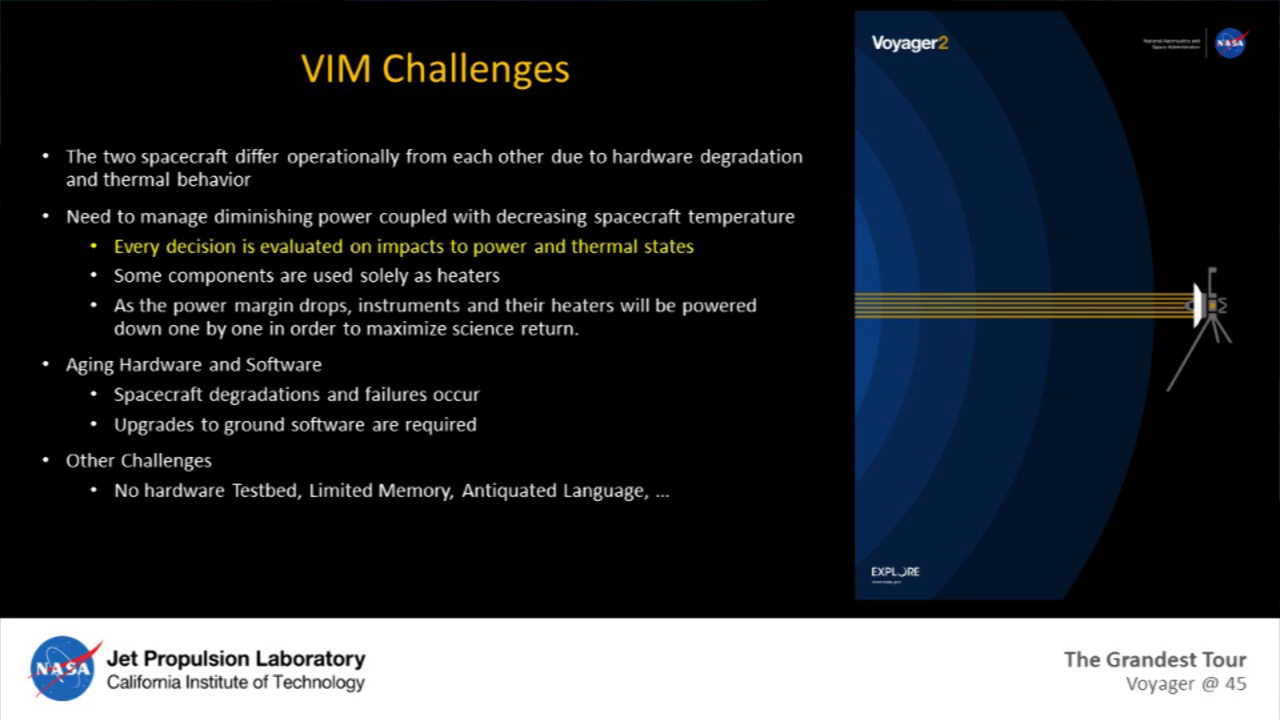 VIM Challenges
• The two spacecraft differ operationally from each other due to hardware degradation
and thermal behavior
• Need to manage diminishing power coupled with decreasing spacecraft temperature
• Every decision is evaluated on impacts to power and thermal states
• Some components are used solely as heaters
• As the power margin drops, instruments and their heaters will be powered
down one by one in order to maximize science return.
• Aging Hardware and Software
• Spacecraft degradations and failures occur
• Upgrades to ground software are required
• Other Challenges
• No hardware Testbed, Limited Memory, Antiquated Language, ...
Voyager2
National Aeronautics and
Space Administration
NASA
EXPLORE
NASA
Jet Propulsion Laboratory
California Institute of Technology
The Grandest Tour
Voyager @ 45